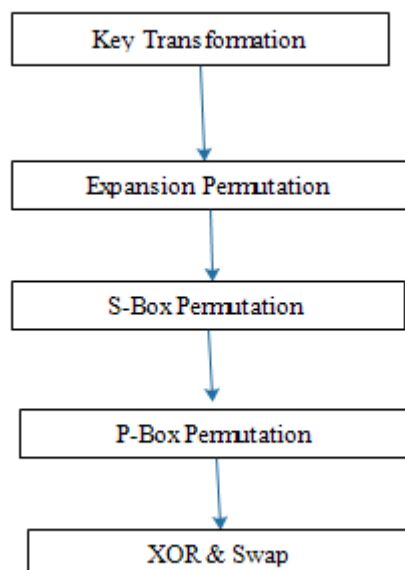 Key Transformation
Expansion Permutation
S-Box Permutation
P-Box Permutation
XOR & Swap